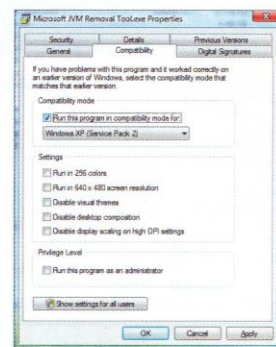 Microsoft JVM Removal Tool.exe Properties
Security Details Previous Versions
General Compatibility Digital Signatures
If you have problems with this program and it worked correctly on
an earlier version of Windows, select the compatibility mode that
matches that earlier version.
Compatibility mode
Run this program in compatibility mode for:
Windows XP (Service Pack 2)
Settings
Run in 256 colors
Run in 640 x 480 screen resolution
Disable visual themes
Disable desktop composition
Disable display scaling on high DPI settings
Privilege Level
Run this program as an administrator
Show settings for all users
OK Cancel Apply